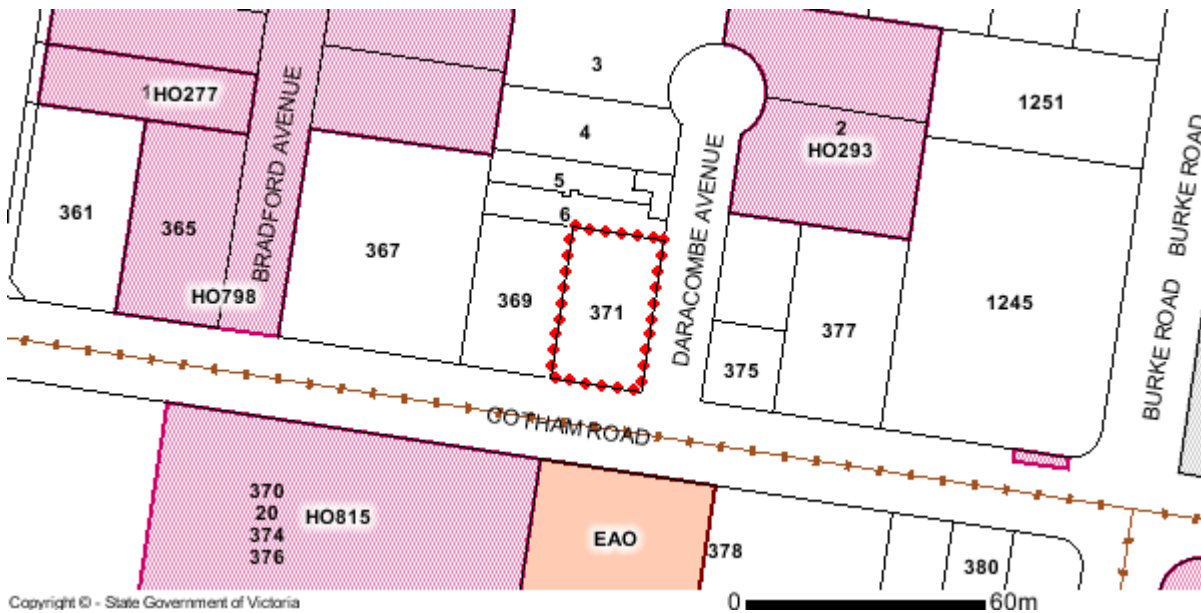 3
1251
1
HO277
4
2
HO293
BURKE ROAD
BURKE ROAD
BRADFORD AVENUE
DARACOMBE AVENUE
5
6
361
365
367
369
371
HO798
377
1245
375
COTHAM ROAD
370
20
374
376
HO815
EAO
378
380
Copyright © - State Government of Victoria
0 60m